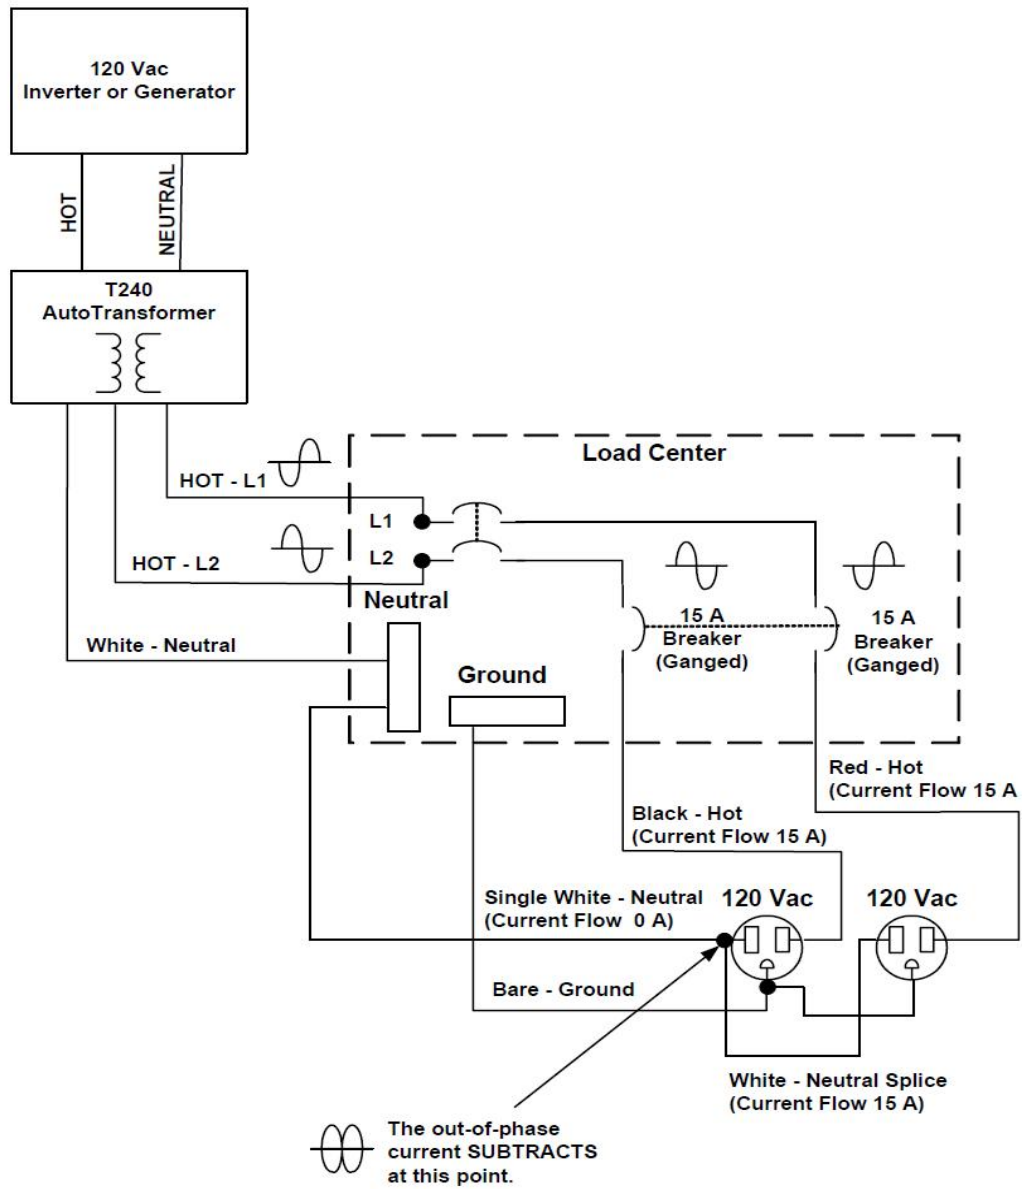 120 Vac
Inverter or Generator
HOT
NEUTRAL
T240
AutoTransformer
HOT - L1
HOT - L2
White - Neutral
Load Center
L1
L2
Neutral
Ground
15 A
Breaker
(Ganged)
15 A
Breaker
(Ganged)
Red - Hot
(Current Flow 15 A
Black - Hot
(Current Flow 15 A)
Single White - Neutral
(Current Flow 0 A)
120 Vac
120 Vac
Bare - Ground
White - Neutral Splice
(Current Flow 15 A)
The out-of-phase
current SUBTRACTS
at this point.